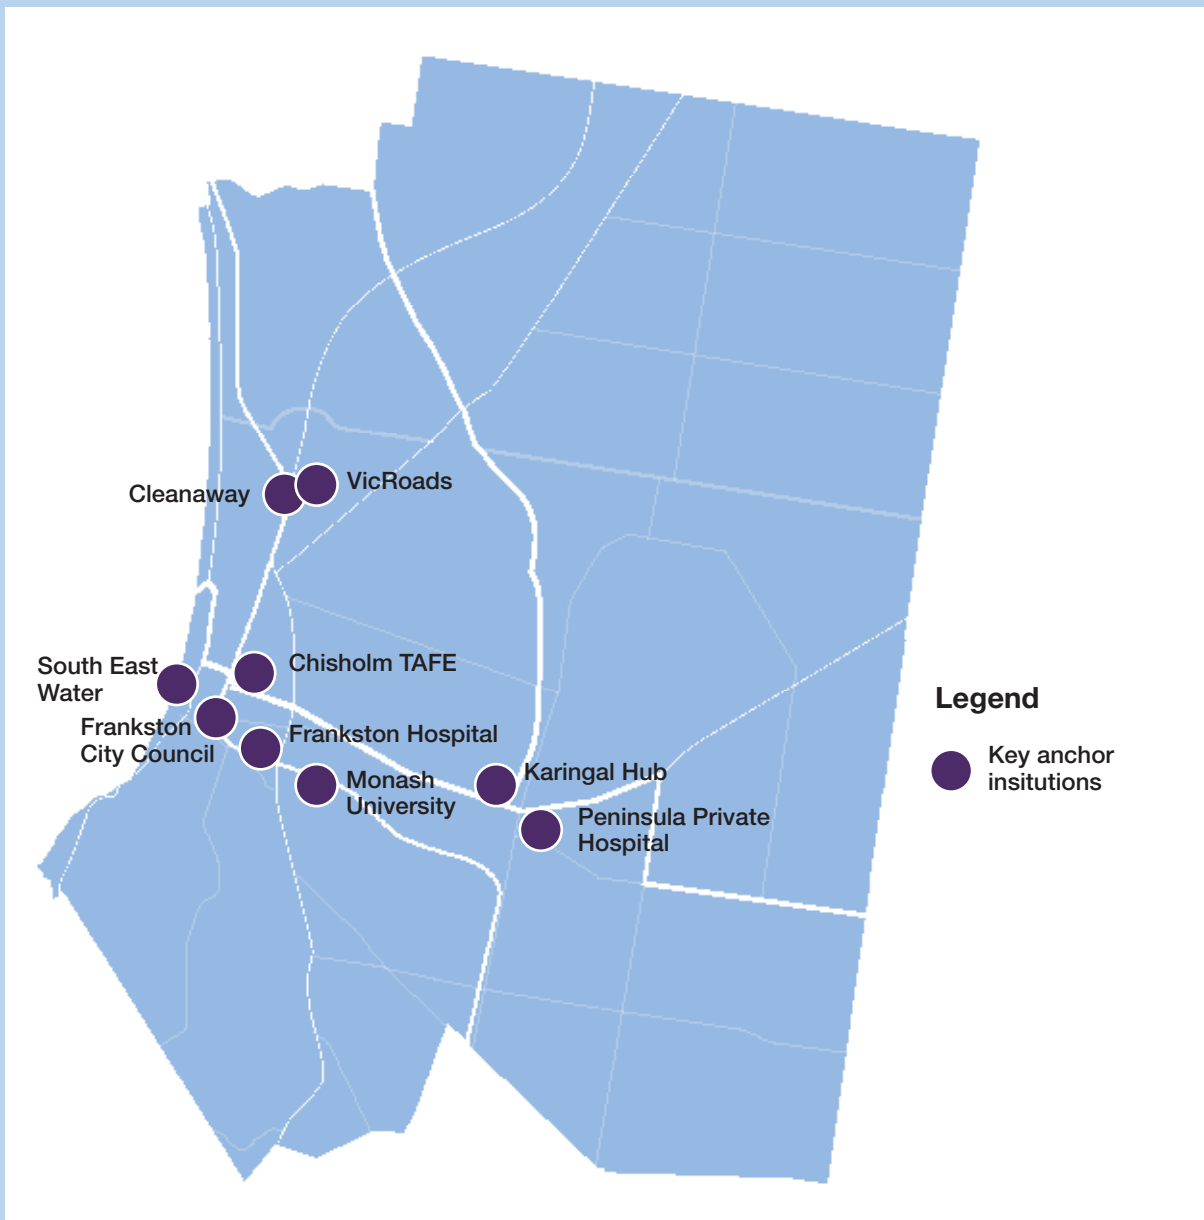 VicRoads
Cleanaway
Chisholm TAFE
South East
Water
Frankston
City Council
Frankston Hospital
Monash
University
Karingal Hub
Peninsula Private
Hospital
Legend
Key anchor
insitutions